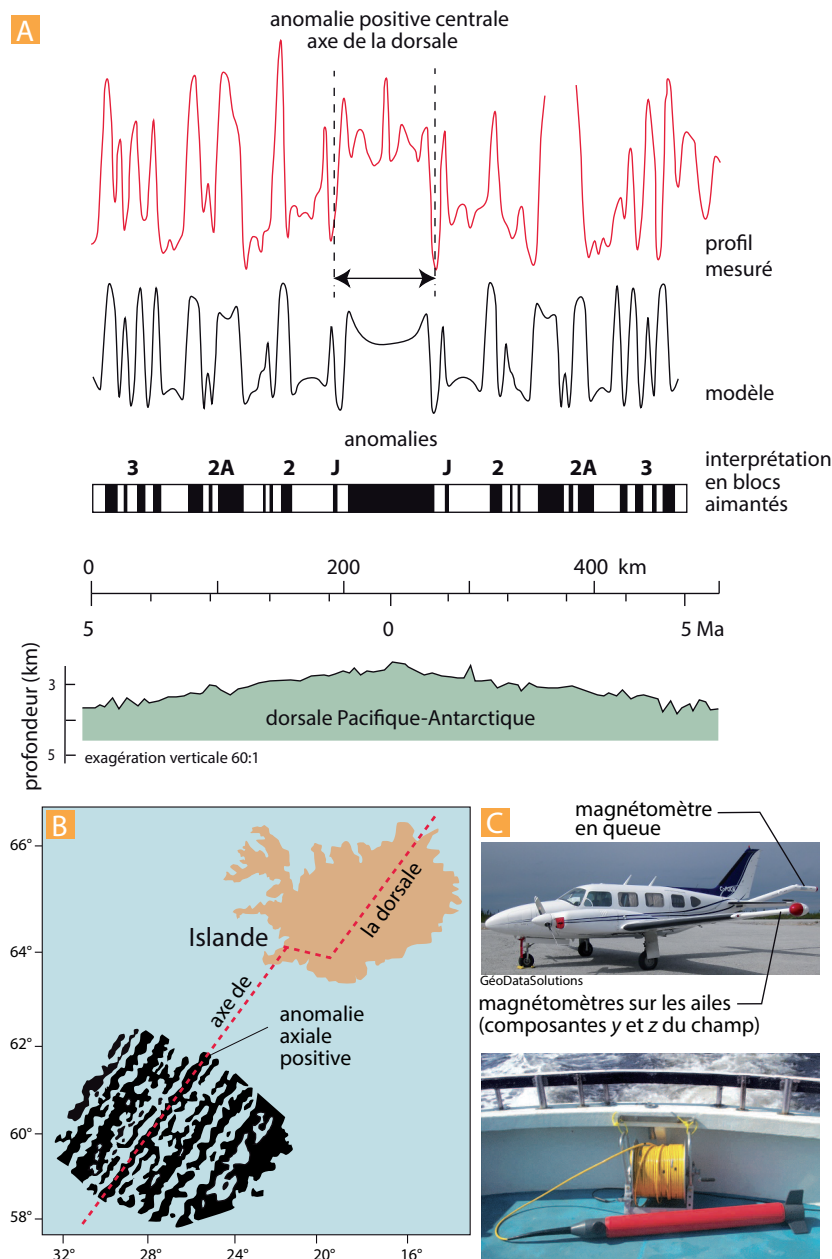 A
anomalie positive centrale
axe de la dorsale
profil
mesuré
modèle
anomalies
3 2A 2 J J 2 2A 3
interprétation
en blocs
aimantés
0 200 400 km
5 0 5 Ma
profondeur (km)
3
5
dorsale Pacifique-Antarctique
exagération verticale 60:1
B
66°
64°
62°
60°
58°
32° 28° 24° 20° 16°
Islande
axe de
la dorsale
anomalie
axiale
positive
C
magnétomètre
en queue
GéoDataSolutions
magnétomètres sur les ailes
(composantes y et z du champ)